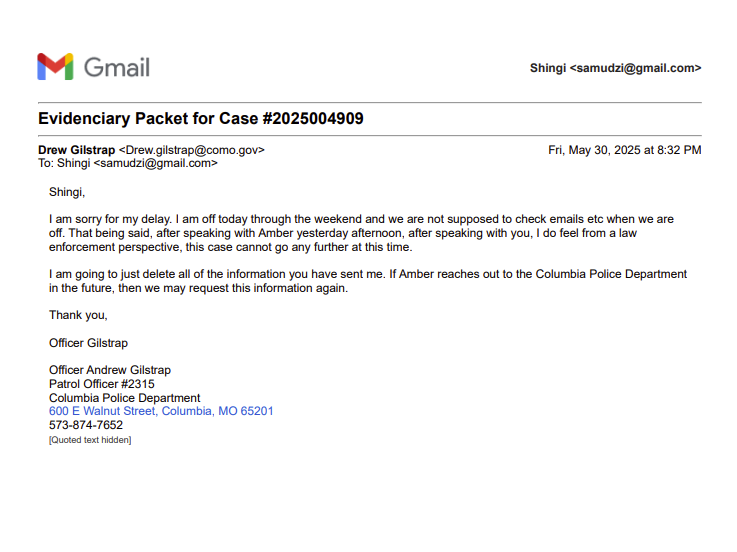 Gmail
Shingi <samudzi@gmail.com>
Evidenciary Packet for Case #2025004909
Drew Gilstrap <Drew.gilstrap@como.gov>
Fri, May 30, 2025 at 8:32 PM
To: Shingi <samudzi@gmail.com>
Shingi,
I am sorry for my delay. I am off today through the weekend and we are not supposed to check emails etc when we are
off. That being said, after speaking with Amber yesterday afternoon, after speaking with you, I do feel from a law
enforcement perspective, this case cannot go any further at this time.
I am going to just delete all of the information you have sent me. If Amber reaches out to the Columbia Police Department
in the future, then we may request this information again.
Thank you,
Officer Gilstrap
Officer Andrew Gilstrap
Patrol Officer #2315
Columbia Police Department
600 E Walnut Street, Columbia, MO 65201
573-874-7652
[Quoted text hidden]